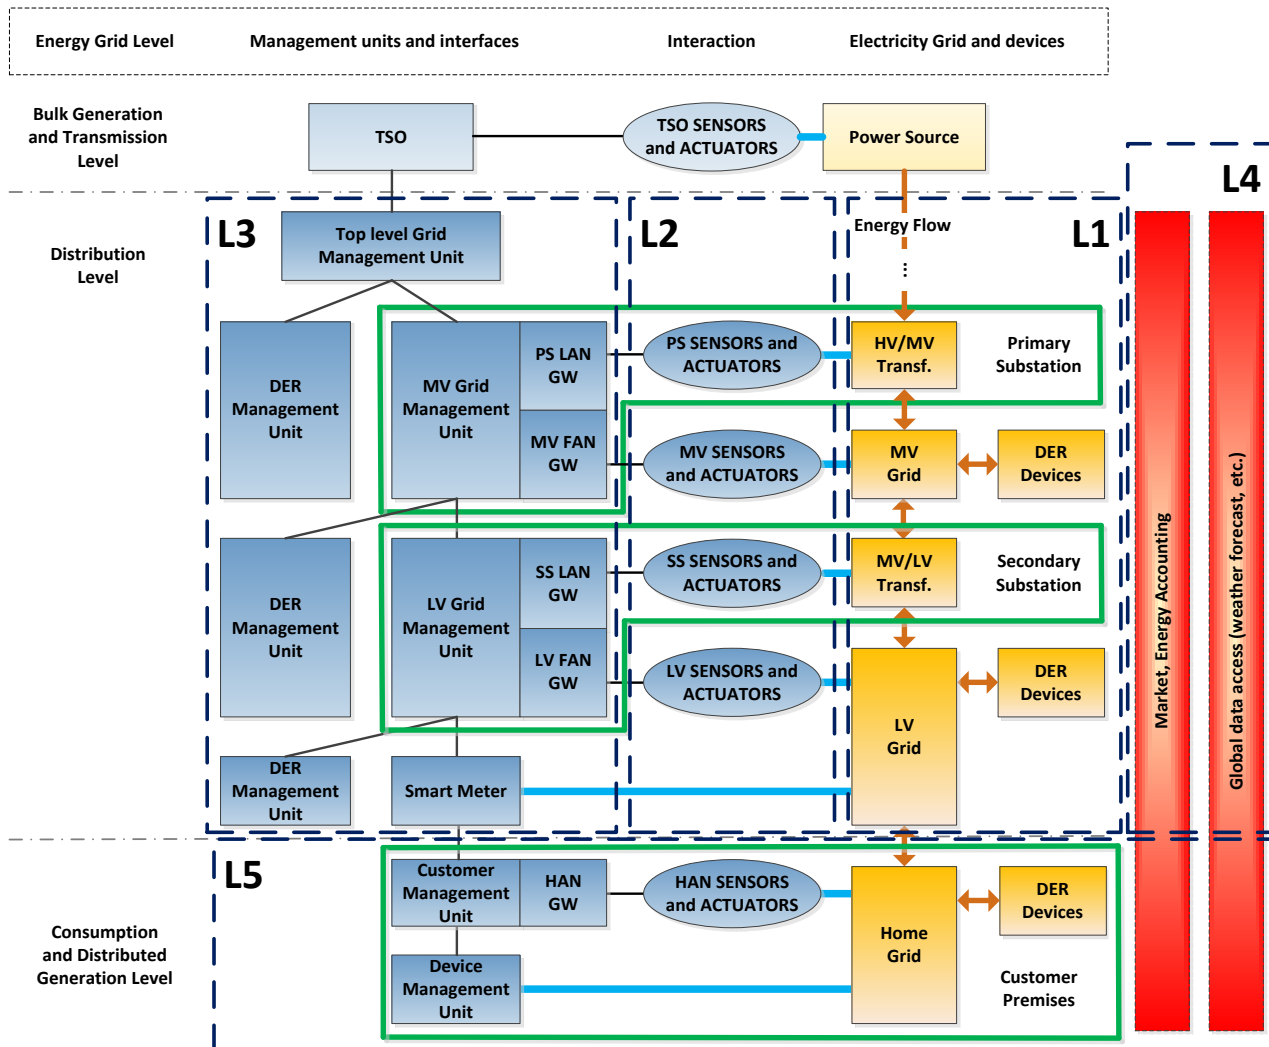 Energy Grid Level
Management units and interfaces
Interaction
Electricity Grid and devices
Bulk Generation
and Transmission
Level
TSO
TSO SENSORS
and ACTUATORS
Power Source
L4
L3
L2
L1
Energy Flow
...
Distribution
Level
Top level Grid
Management Unit
DER
Management
Unit
MV Grid
Management
Unit
PS LAN
GW
MV FAN
GW
PS SENSORS and
ACTUATORS
HV/MV
Transf.
Primary
Substation
MV SENSORS
and ACTUATORS
MV
Grid
DER
Devices
DER
Management
Unit
LV Grid
Management
Unit
SS LAN
GW
LV FAN
GW
SS SENSORS and
ACTUATORS
MV/LV
Transf.
Secondary
Substation
LV SENSORS and
ACTUATORS
LV
Grid
DER
Devices
DER
Management
Unit
Smart Meter
Market, Energy Accounting
Global data access (weather forecast, etc.)
L5
Consumption
and Distributed
Generation Level
Customer
Management
Unit
HAN
GW
HAN SENSORS
and ACTUATORS
Home
Grid
DER
Devices
Device
Management
Unit
Customer
Premises